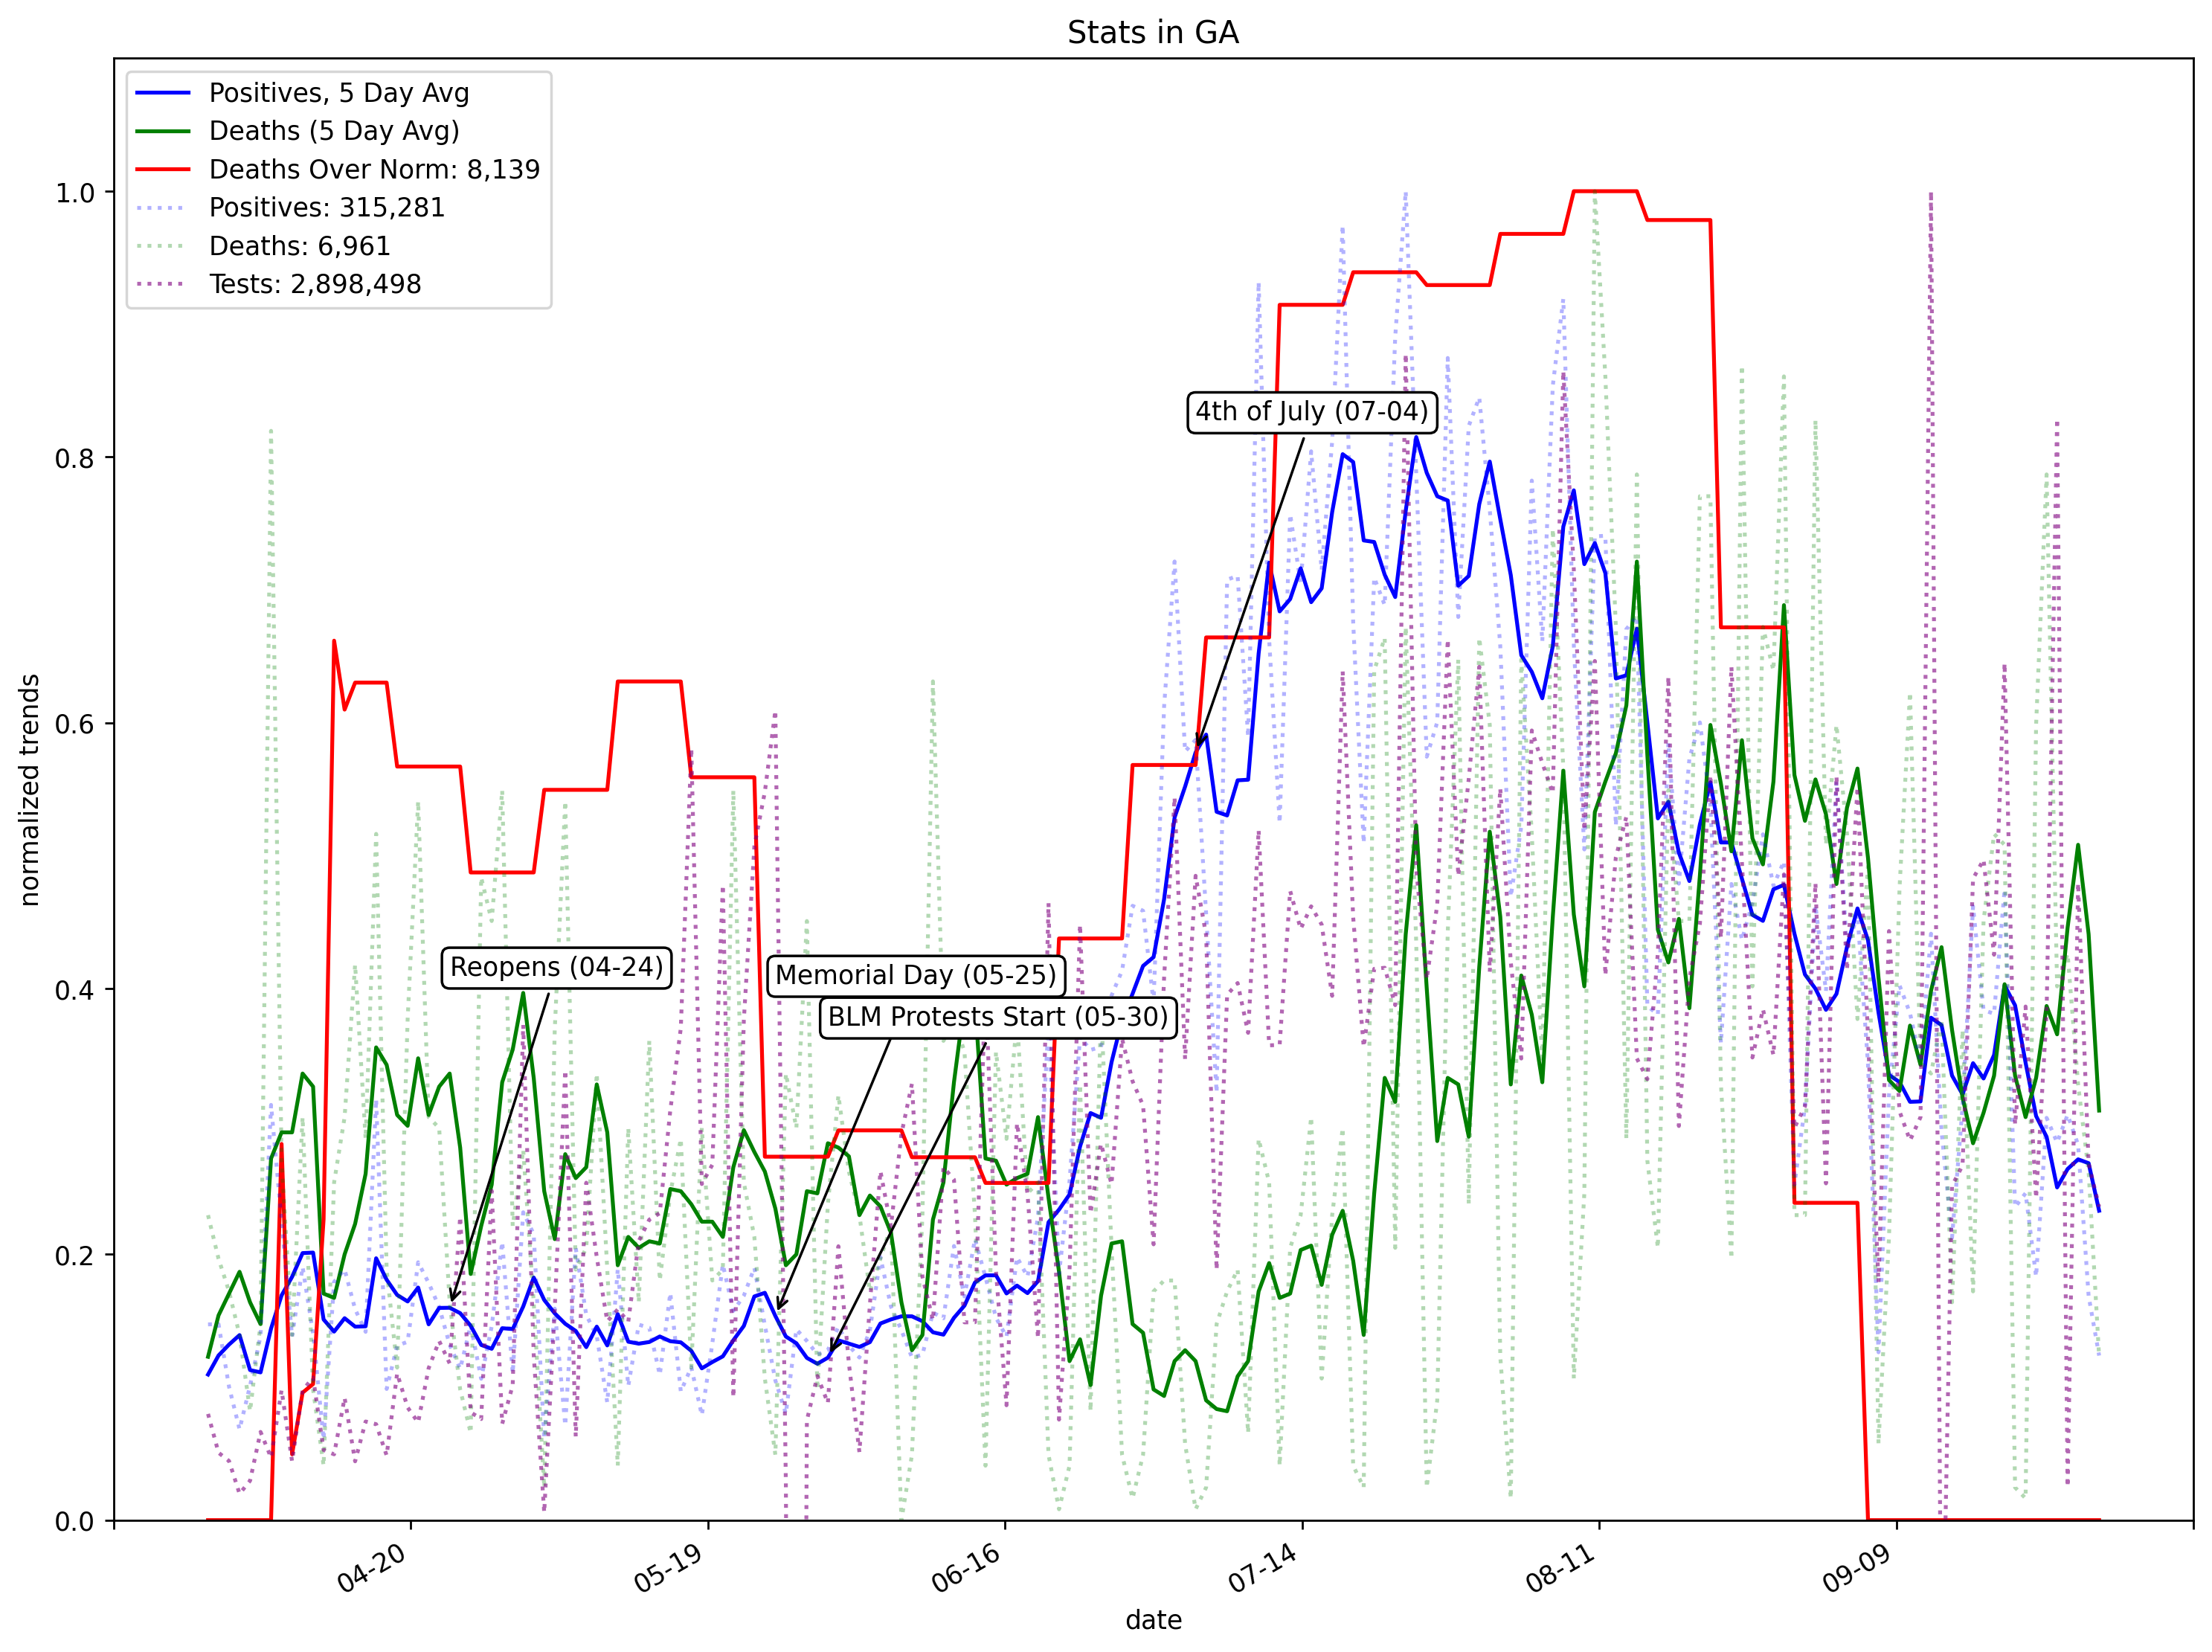 Stats in GA
Positives, 5 Day Avg
Deaths (5 Day Avg)
Deaths Over Norm: 8,139
Positives: 315,281
Deaths: 6,961
Tests: 2,898,498
1.0
0.8
0.6
0.4
0.2
0.0
normalized trends
4th of July (07-04)
Reopens (04-24)
Memorial Day (05-25)
BLM Protests Start (05-30)
04-20
05-19
06-16
07-14
08-11
09-09
date